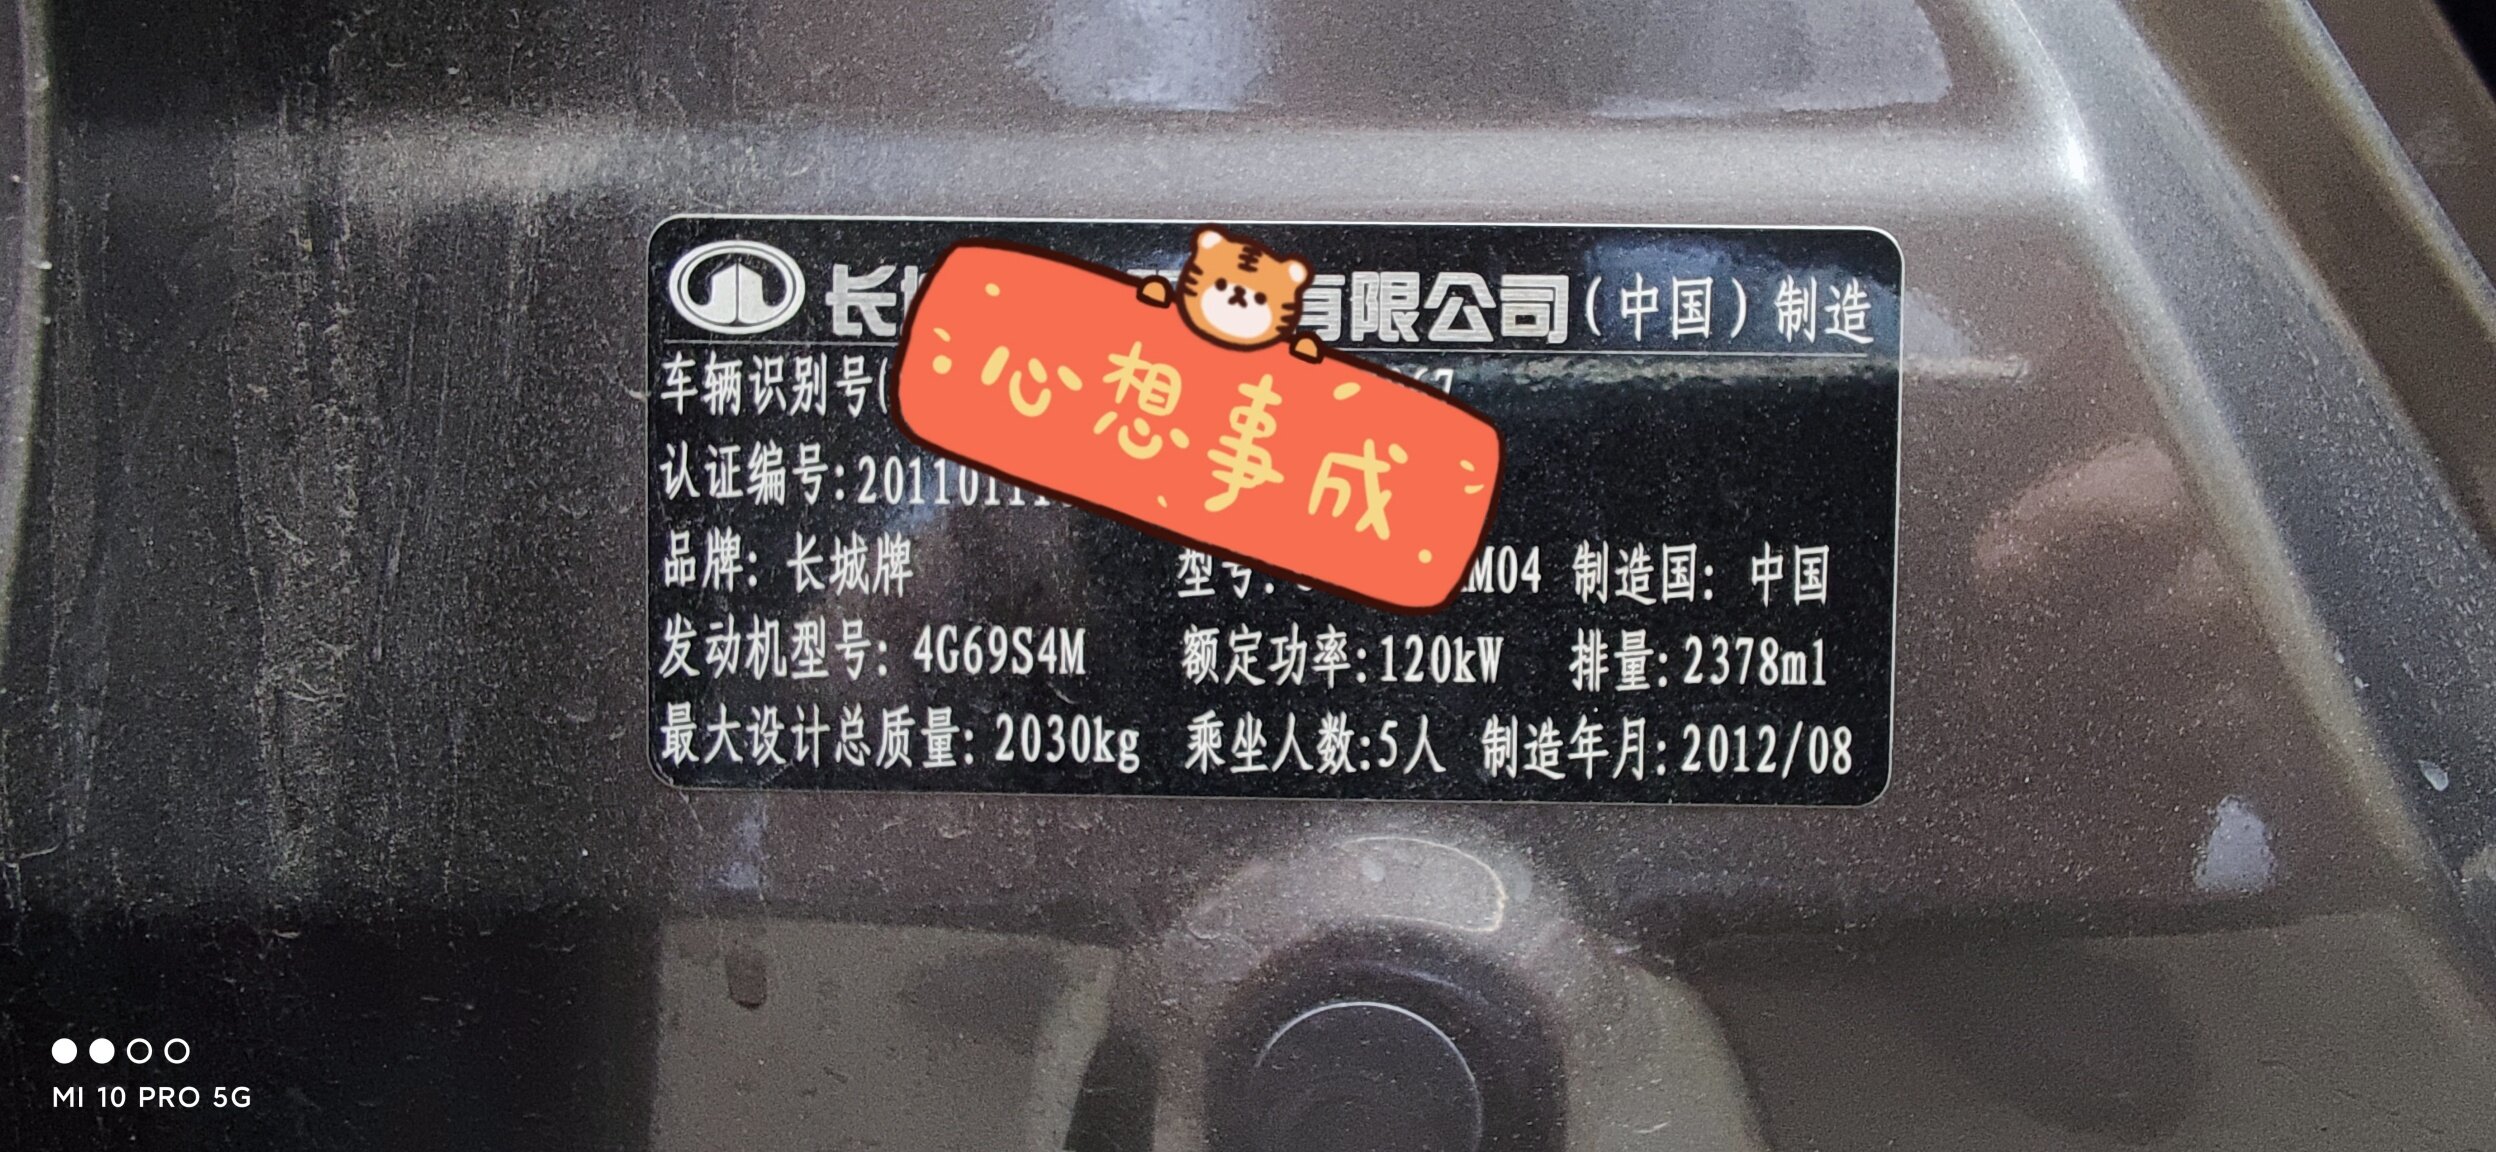 长 有限公司(中国)制造
车辆识别号( 67
认证编号:2011011
品牌: 长城牌 型号: M04 制造国: 中国
发动机型号: 4G69S4M 额定功率:120kW 排量:2378ml
最大设计总质量: 2030kg 乘坐人数:5人 制造年月:2012/08
心想事成
MI 10 PRO 5G